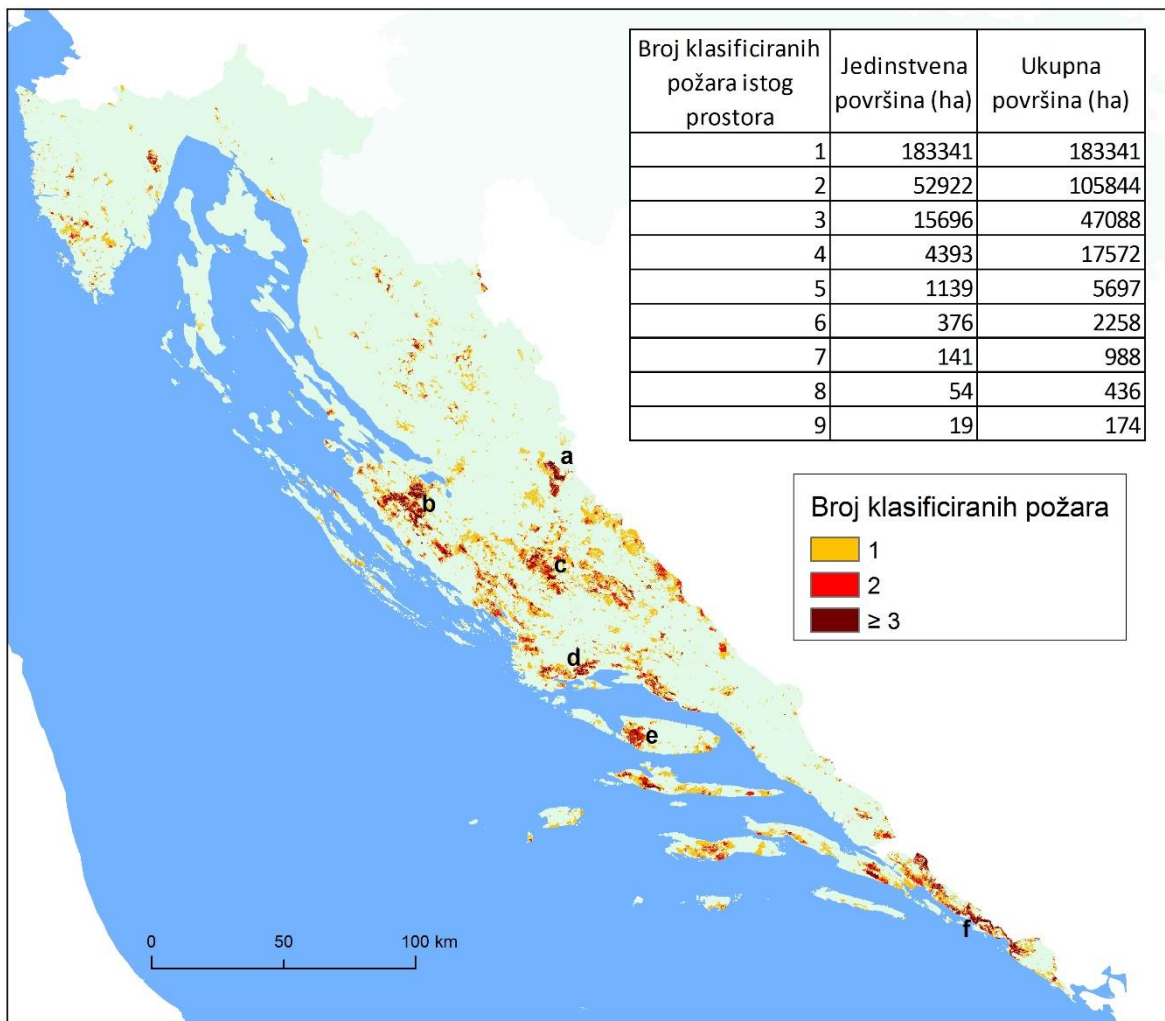 Broj klasificiranih
požara istog
prostora
Jedinstvena
površina (ha)
Ukupna
površina (ha)
1 183341 183341
2 52922 105844
3 15696 47088
4 4393 17572
5 1139 5697
6 376 2258
7 141 988
8 54 436
9 19 174
a
b
c
d
e
f
Broj klasificiranih požara
1
2
≥ 3
0 50 100 km